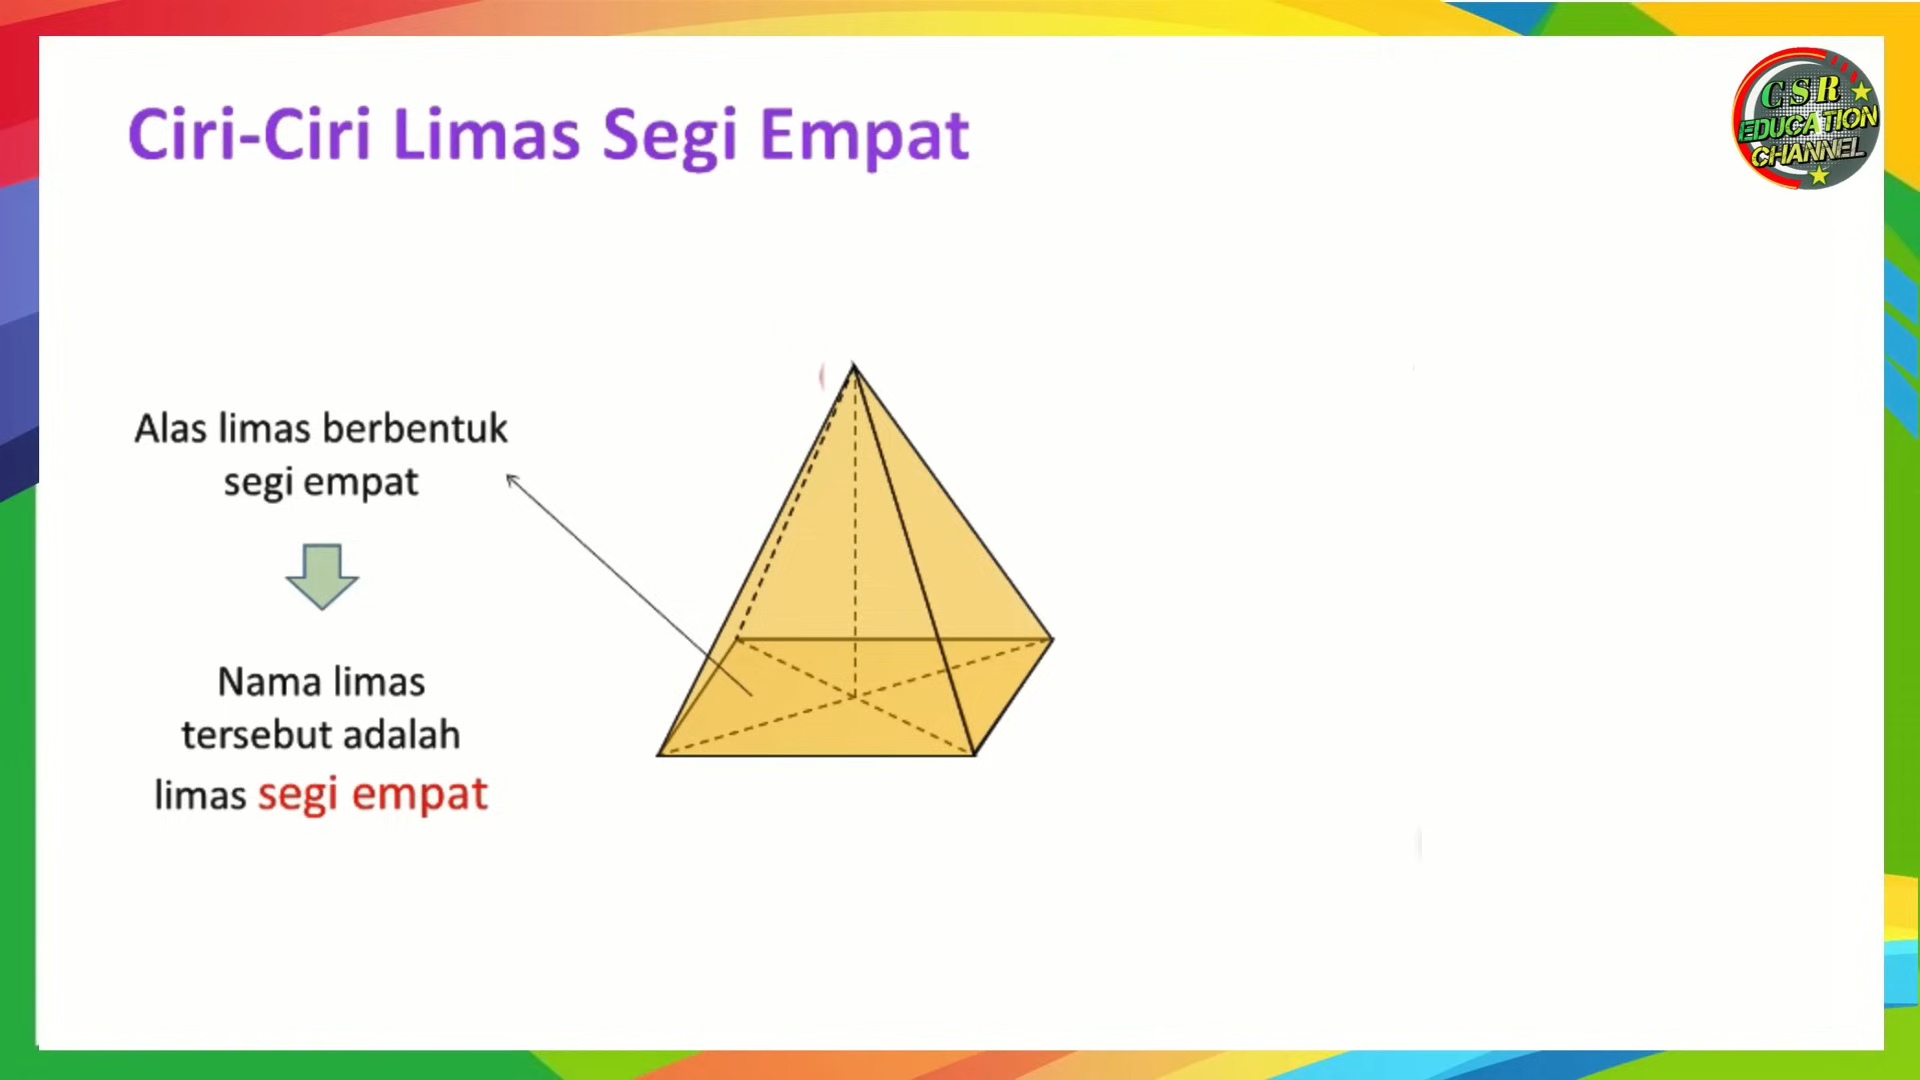 Ciri-Ciri Limas Segi Empat
CSR
EDUCATION
CHANNEL
Alas limas berbentuk
segi empat
Nama limas
tersebut adalah
limas segi empat